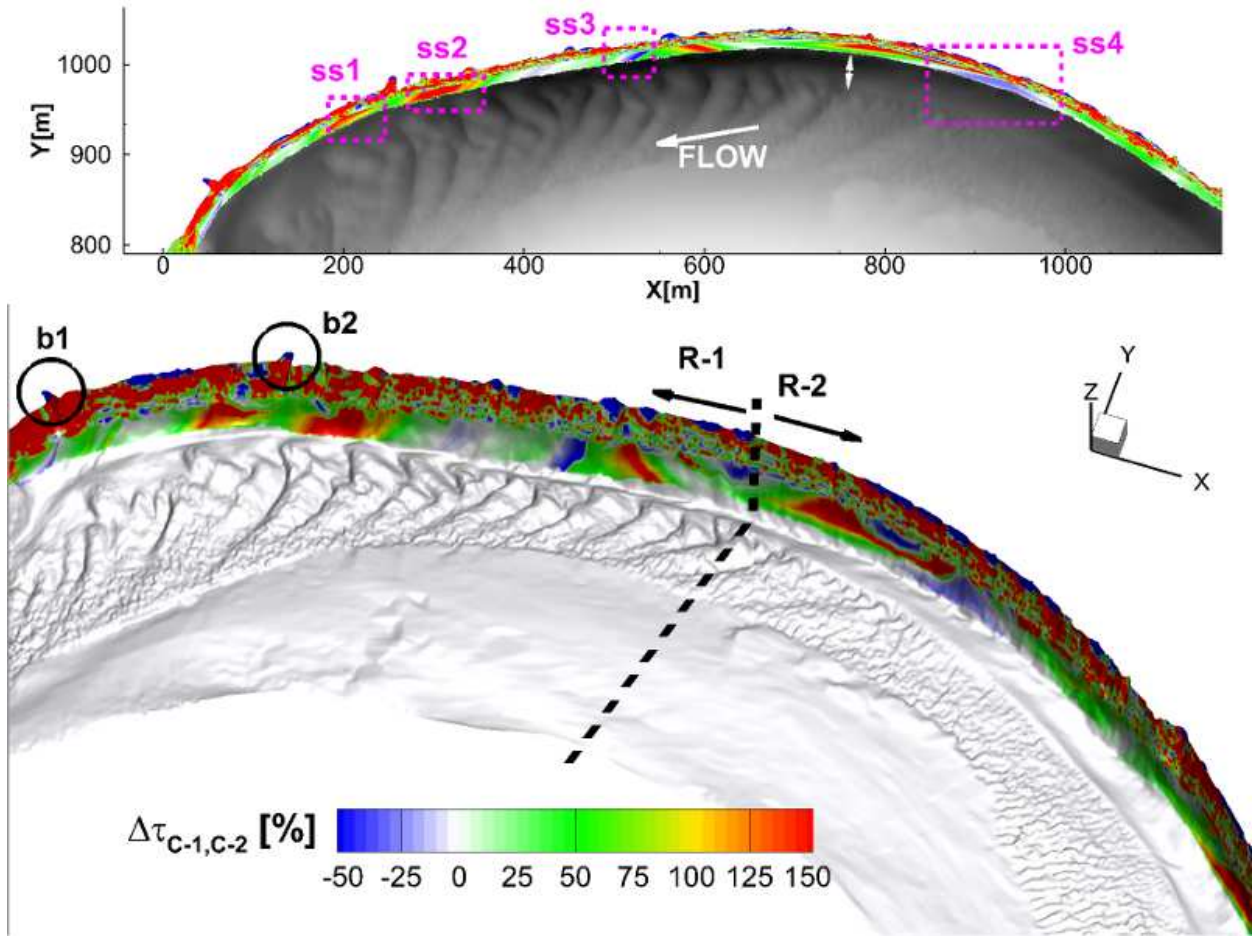 ss1
ss2
ss3
ss4
1000
Y[m]
900
FLOW
800
0
200
400
600
800
1000
X[m]
b1
b2
R-1
R-2
Y
Z
X
Δτ_{C-1,C-2} [%]
-50 -25 0 25 50 75 100 125 150